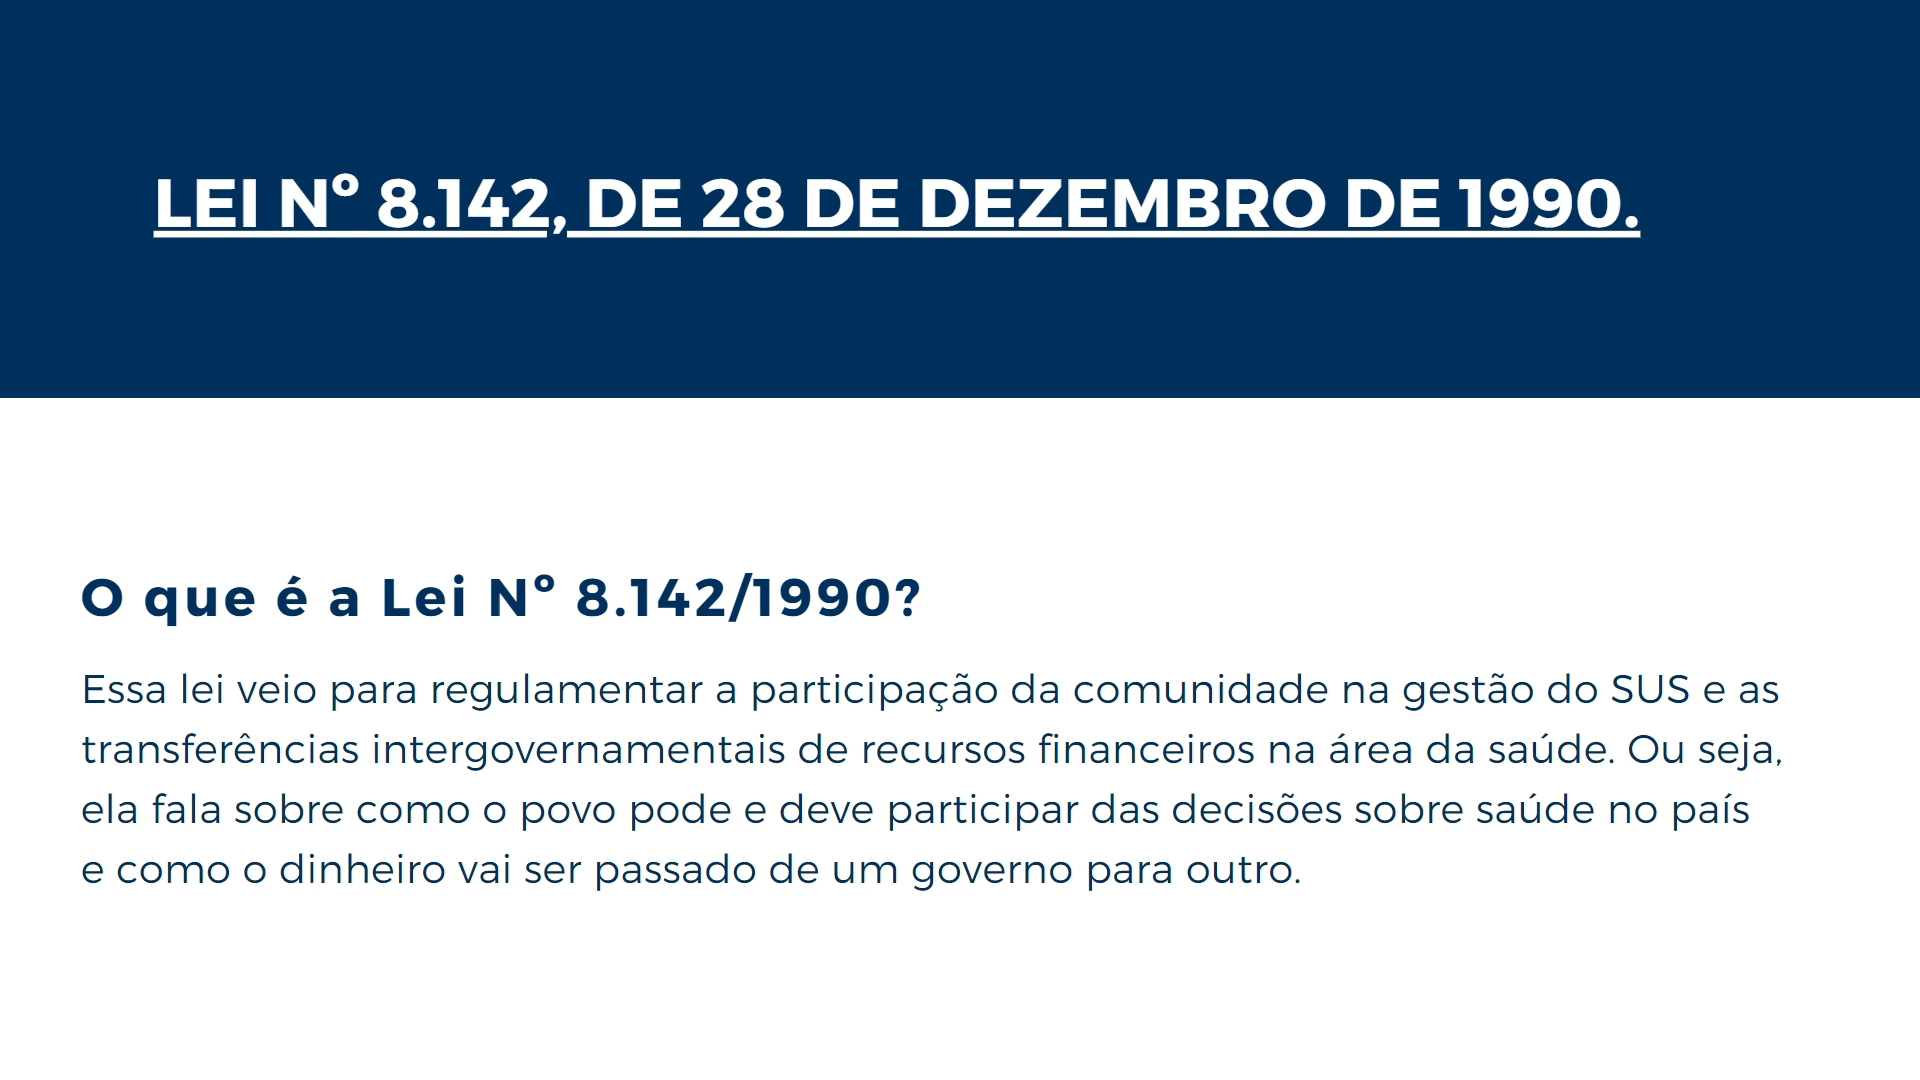 LEI Nº 8.142, DE 28 DE DEZEMBRO DE 1990.
O que é a Lei Nº 8.142/1990?
Essa lei veio para regulamentar a participação da comunidade na gestão do SUS e as
transferências intergovernamentais de recursos financeiros na área da saúde. Ou seja,
ela fala sobre como o povo pode e deve participar das decisões sobre saúde no país
e como o dinheiro vai ser passado de um governo para outro.